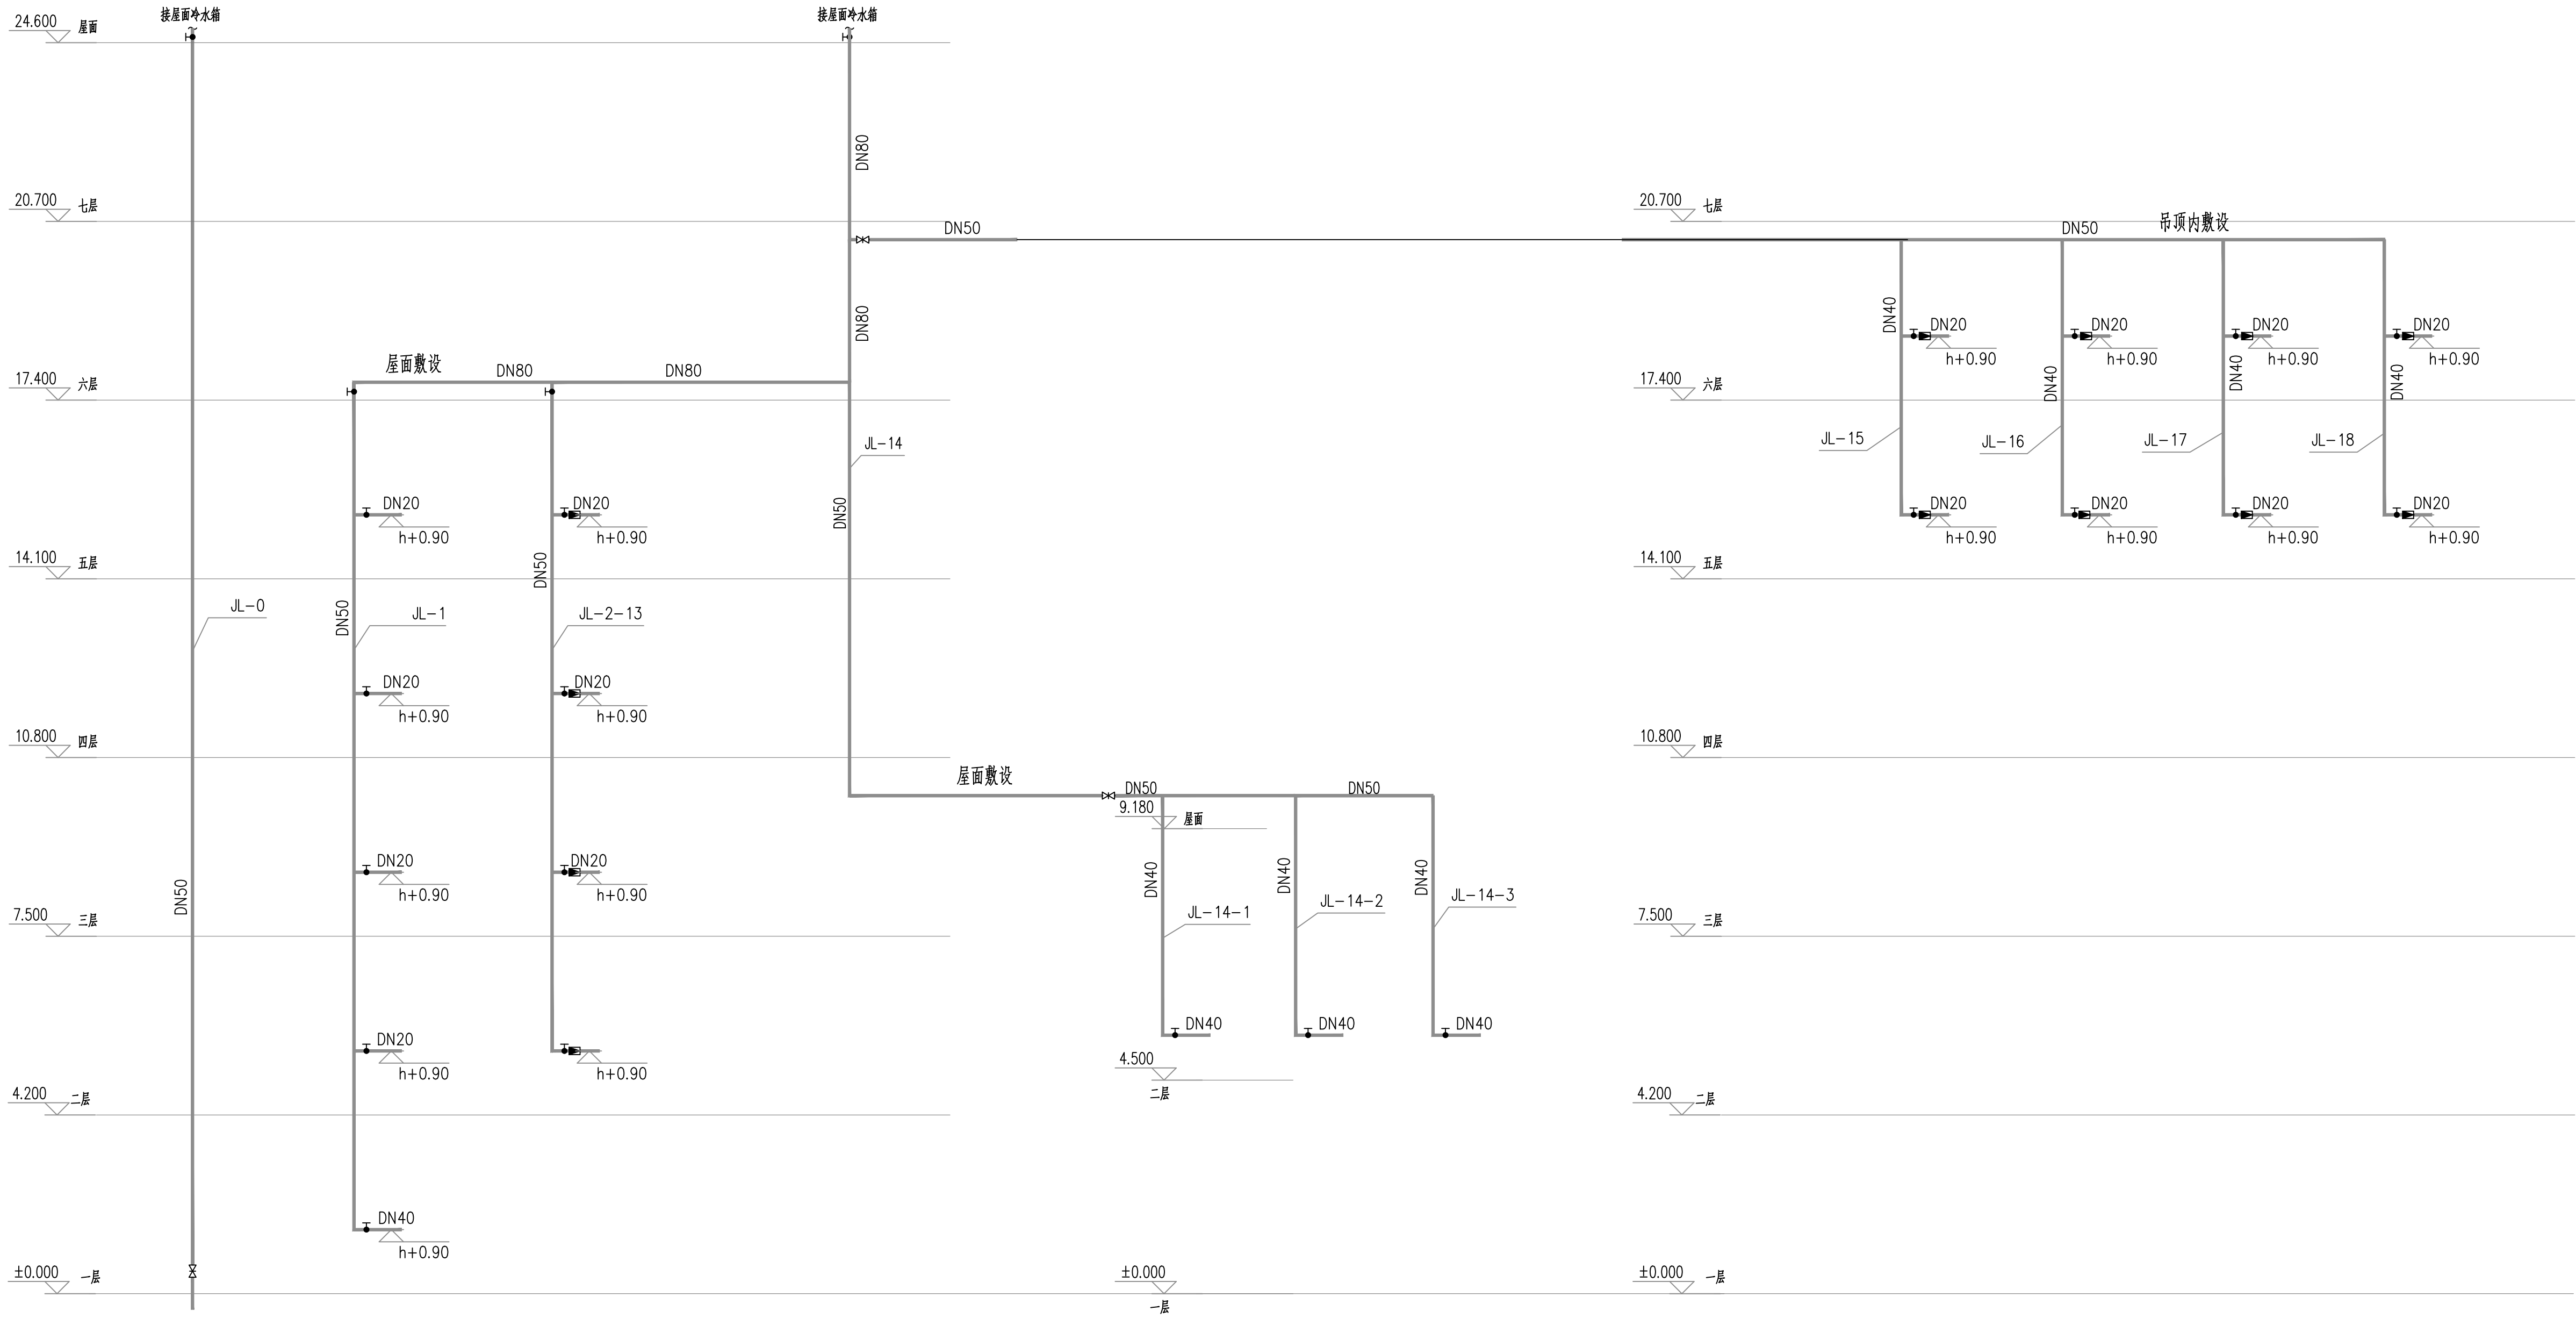 接屋面冷水箱
接屋面冷水箱
24.600 屋面
DN80
20.700 七层
20.700 七层
DN50
DN50
吊顶内敷设
DN80
DN40
DN20
h+0.90
DN20
h+0.90
DN20
h+0.90
DN20
h+0.90
屋面敷设
DN80
DN80
17.400 六层
17.400 六层
DN40
DN40
DN40
JL-14
JL-15
JL-16
JL-17
JL-18
DN20
h+0.90
DN20
h+0.90
DN50
DN20
h+0.90
DN20
h+0.90
DN20
h+0.90
DN20
h+0.90
14.100 五层
14.100 五层
DN50
JL-0
DN50
JL-1
JL-2-13
DN20
h+0.90
DN20
h+0.90
10.800 四层
10.800 四层
屋面敷设
DN50
DN50
9.180 屋面
DN50
DN20
h+0.90
DN20
h+0.90
DN40
DN40
DN40
JL-14-1
JL-14-2
JL-14-3
7.500 三层
7.500 三层
DN20
h+0.90
h+0.90
DN40
DN40
DN40
4.500
二层
4.200 二层
4.200 二层
DN40
h+0.90
±0.000 一层
±0.000
一层
±0.000 一层